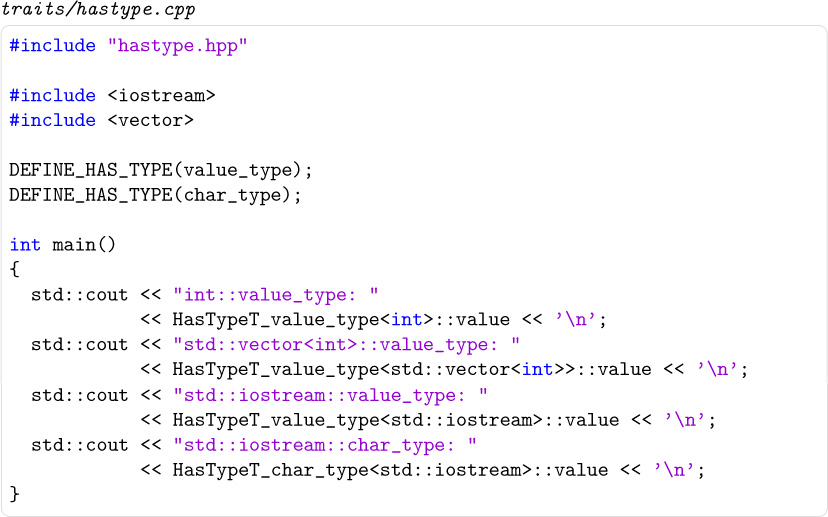 traits/hastype.cpp
#include "hastype.hpp"
#include <iostream>
#include <vector>
DEFINE_HAS_TYPE(value_type);
DEFINE_HAS_TYPE(char_type);
int main()
{
  std::cout << "int::value_type: "
            << HasTypeT_value_type<int>::value << '\n';
  std::cout << "std::vector<int>::value_type: "
            << HasTypeT_value_type<std::vector<int>>::value << '\n';
  std::cout << "std::iostream::value_type: "
            << HasTypeT_value_type<std::iostream>::value << '\n';
  std::cout << "std::iostream::char_type: "
            << HasTypeT_char_type<std::iostream>::value << '\n';
}